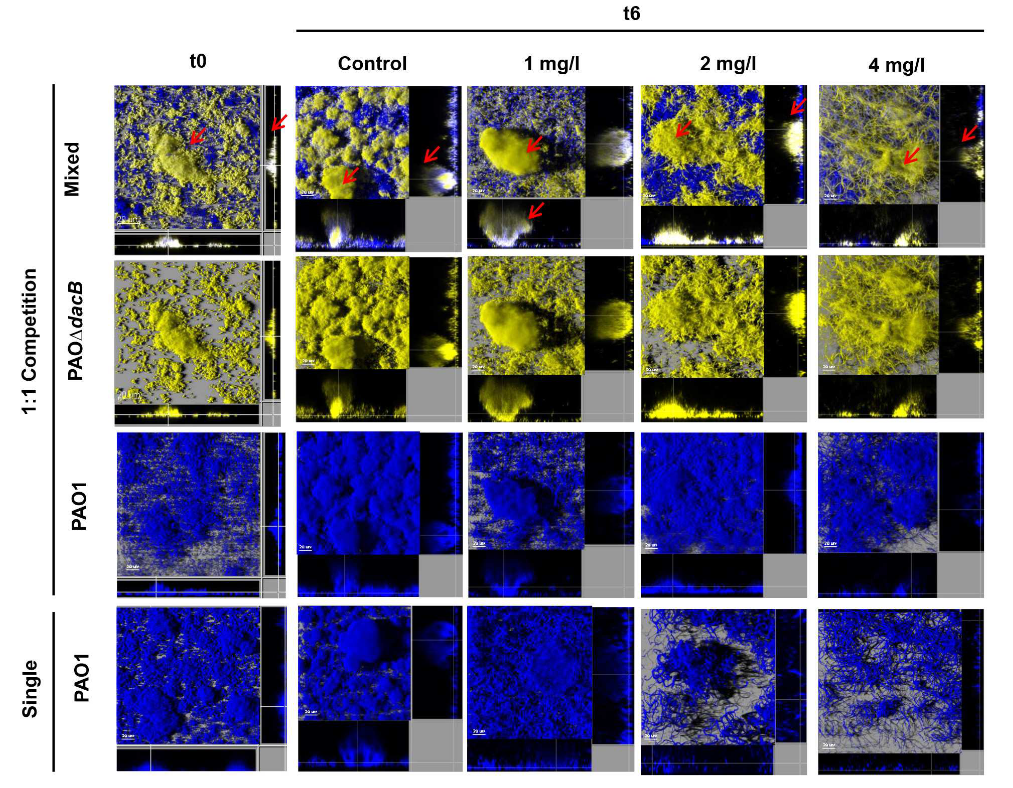 t6
t0
Control
1 mg/l
2 mg/l
4 mg/l
1:1 Competition
Mixed
PAOΔdacB
PAO1
Single
PAO1